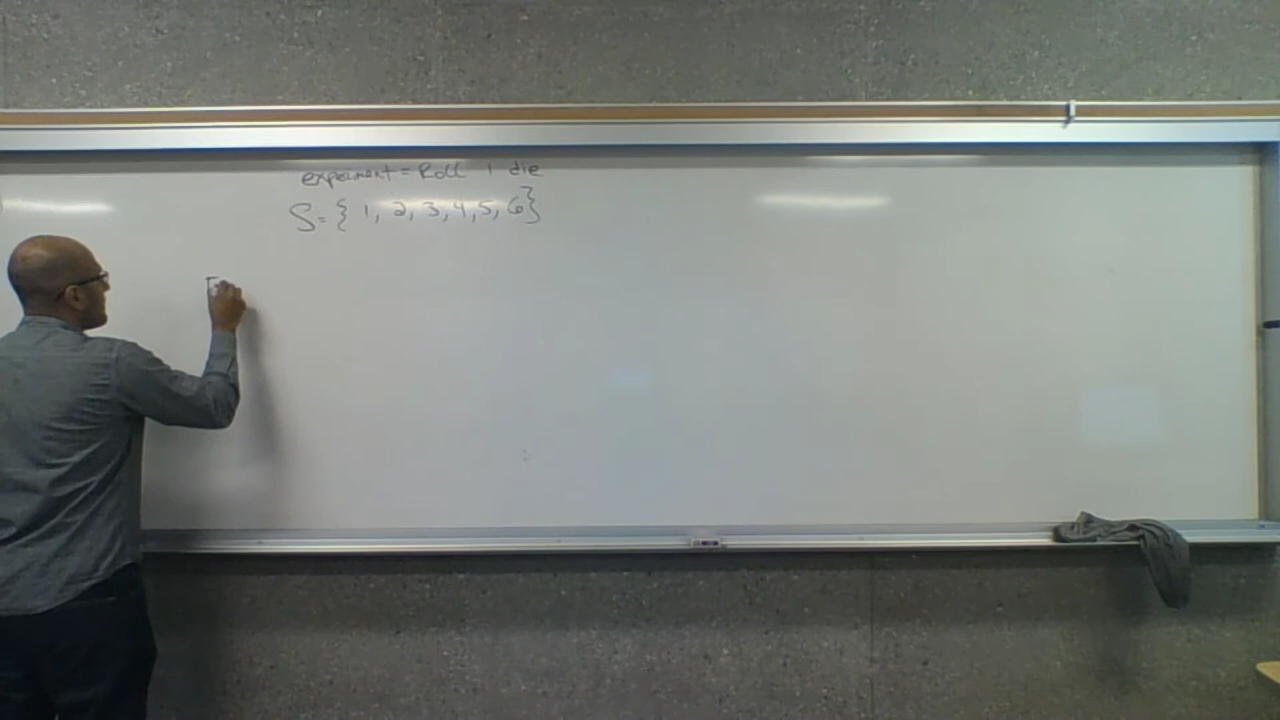 experiment = Roll 1 die
S = { 1, 2, 3, 4, 5, 6 }